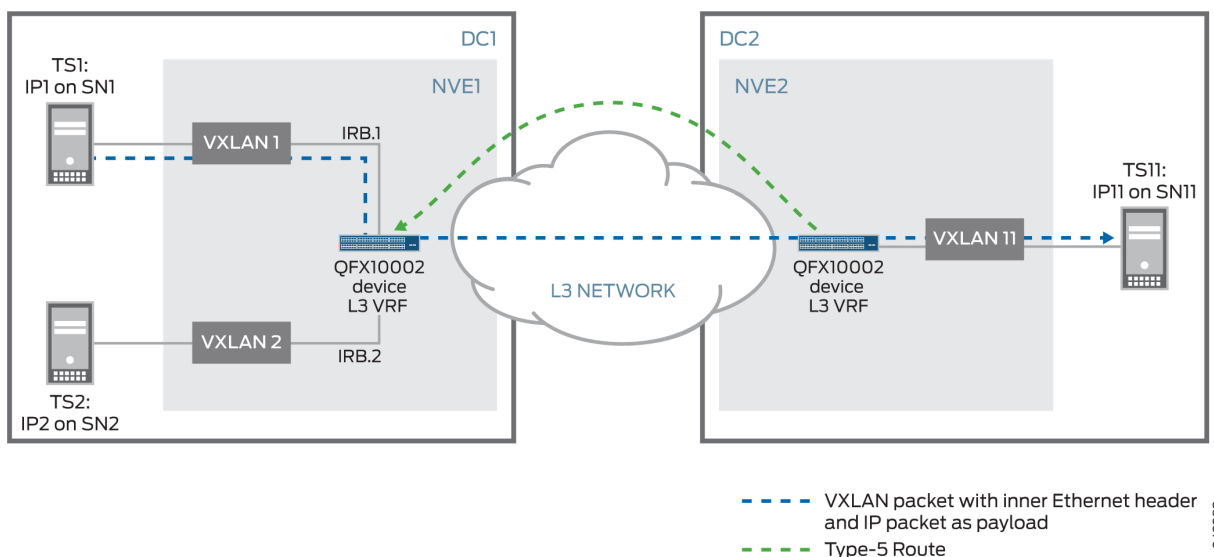 DC1
TS1:
IP1 on SN1
NVE1
VXLAN 1
IRB.1
QFX10002
device
L3 VRF
VXLAN 2
IRB.2
TS2:
IP2 on SN2
L3 NETWORK
DC2
NVE2
QFX10002
device
L3 VRF
VXLAN 11
TS11:
IP11 on SN11
VXLAN packet with inner Ethernet header
and IP packet as payload
Type-5 Route